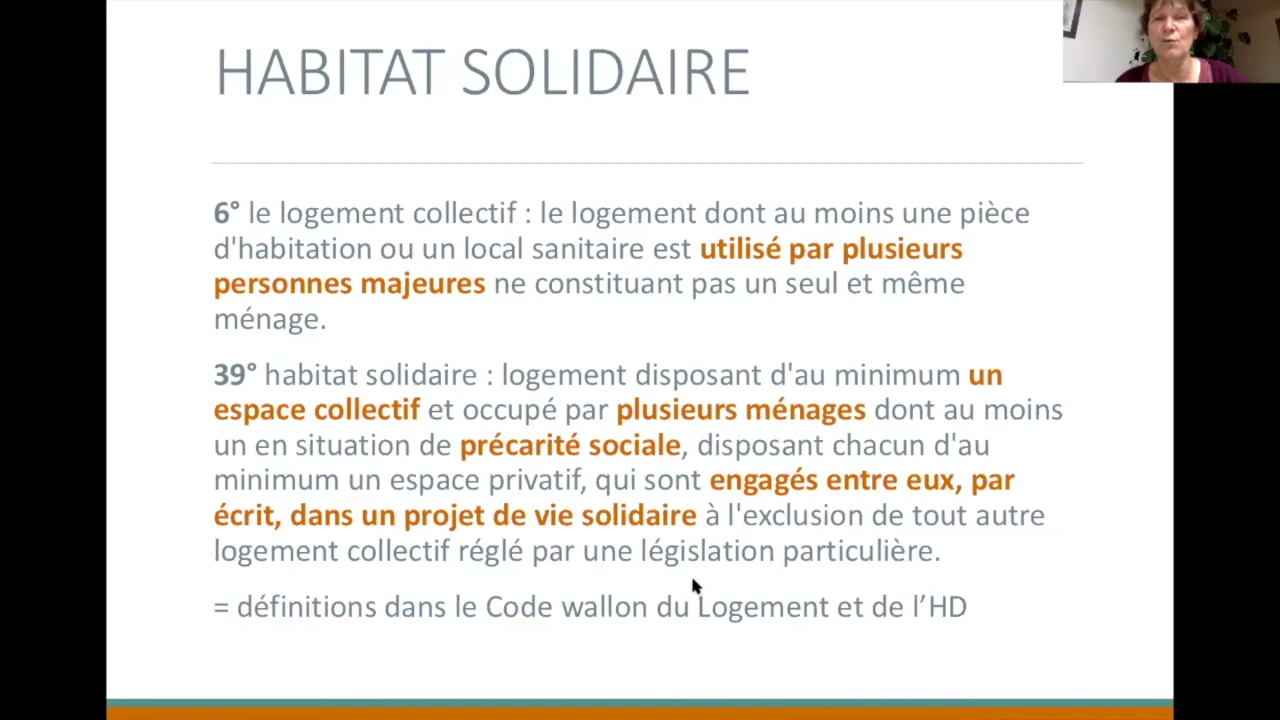 HABITAT SOLIDAIRE
6° le logement collectif : le logement dont au moins une pièce
d'habitation ou un local sanitaire est utilisé par plusieurs
personnes majeures ne constituant pas un seul et même
ménage.
39° habitat solidaire : logement disposant d'au minimum un
espace collectif et occupé par plusieurs ménages dont au moins
un en situation de précarité sociale, disposant chacun d'au
minimum un espace privatif, qui sont engagés entre eux, par
écrit, dans un projet de vie solidaire à l'exclusion de tout autre
logement collectif réglé par une législation particulière.
= définitions dans le Code wallon du Logement et de l’HD